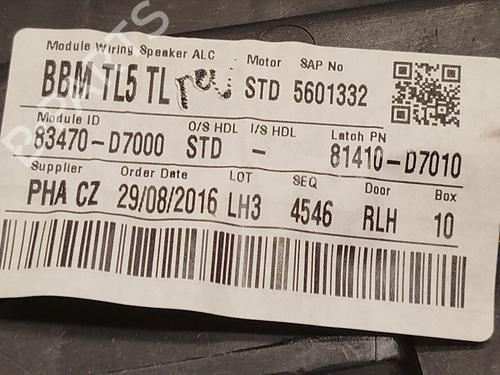 Module Wiring Speaker ALC Motor SAP No
BBM TL5 TL STD 5601332
Module ID O/S HDL I/S HDL Latch PN
83470-D7000 STD - 81410-D7010
Supplier Order Date LOT SEQ Door Box
PHA CZ 29/08/2016 LH3 4546 RLH 10